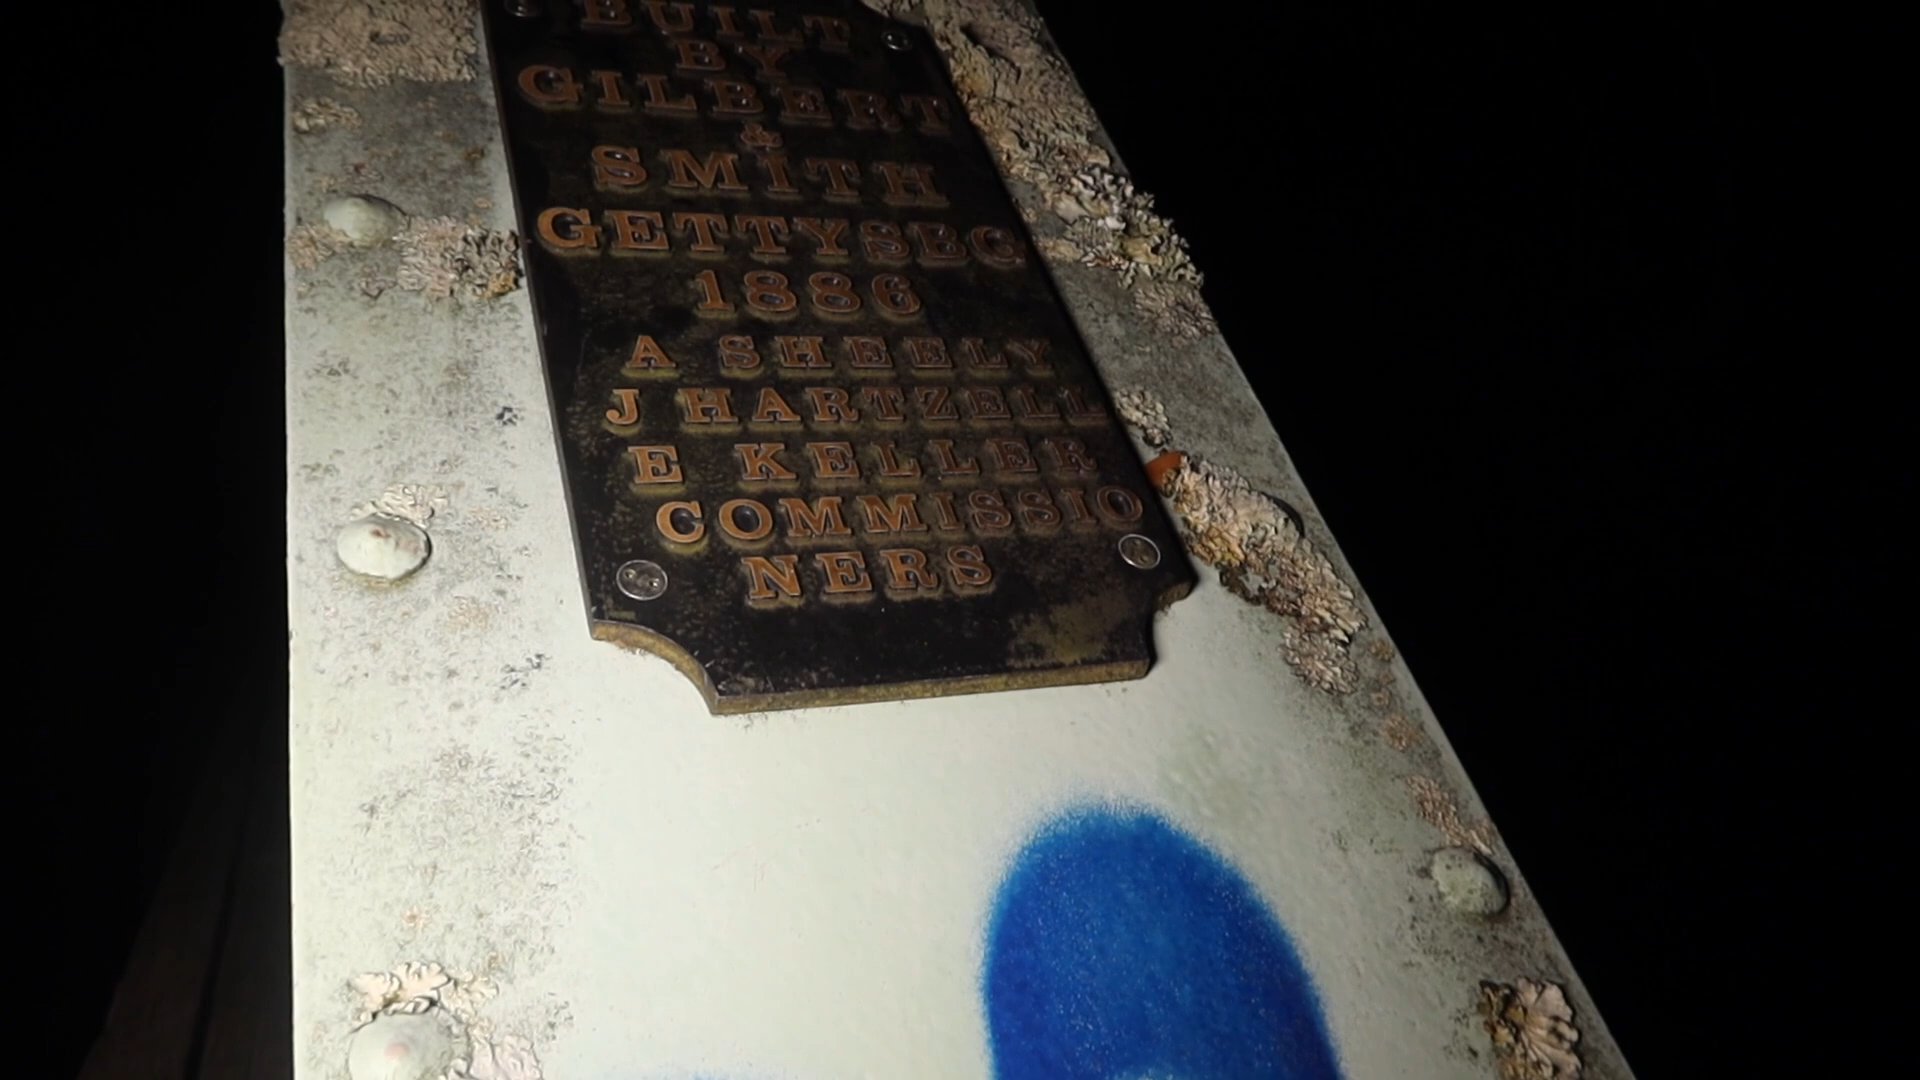 BUILT
BY
GILBERT
&
SMITH
GETTYSBG
1886
A SHEELY
J HARTZELL
E KELLER
COMMISSIO
NERS